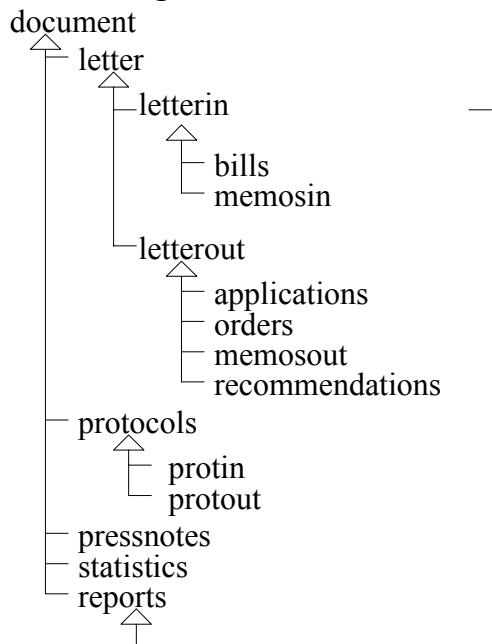 document
letter
letterin
bills
memosin
letterout
applications
orders
memosout
recommendations
protocols
protin
protout
pressnotes
statistics
reports